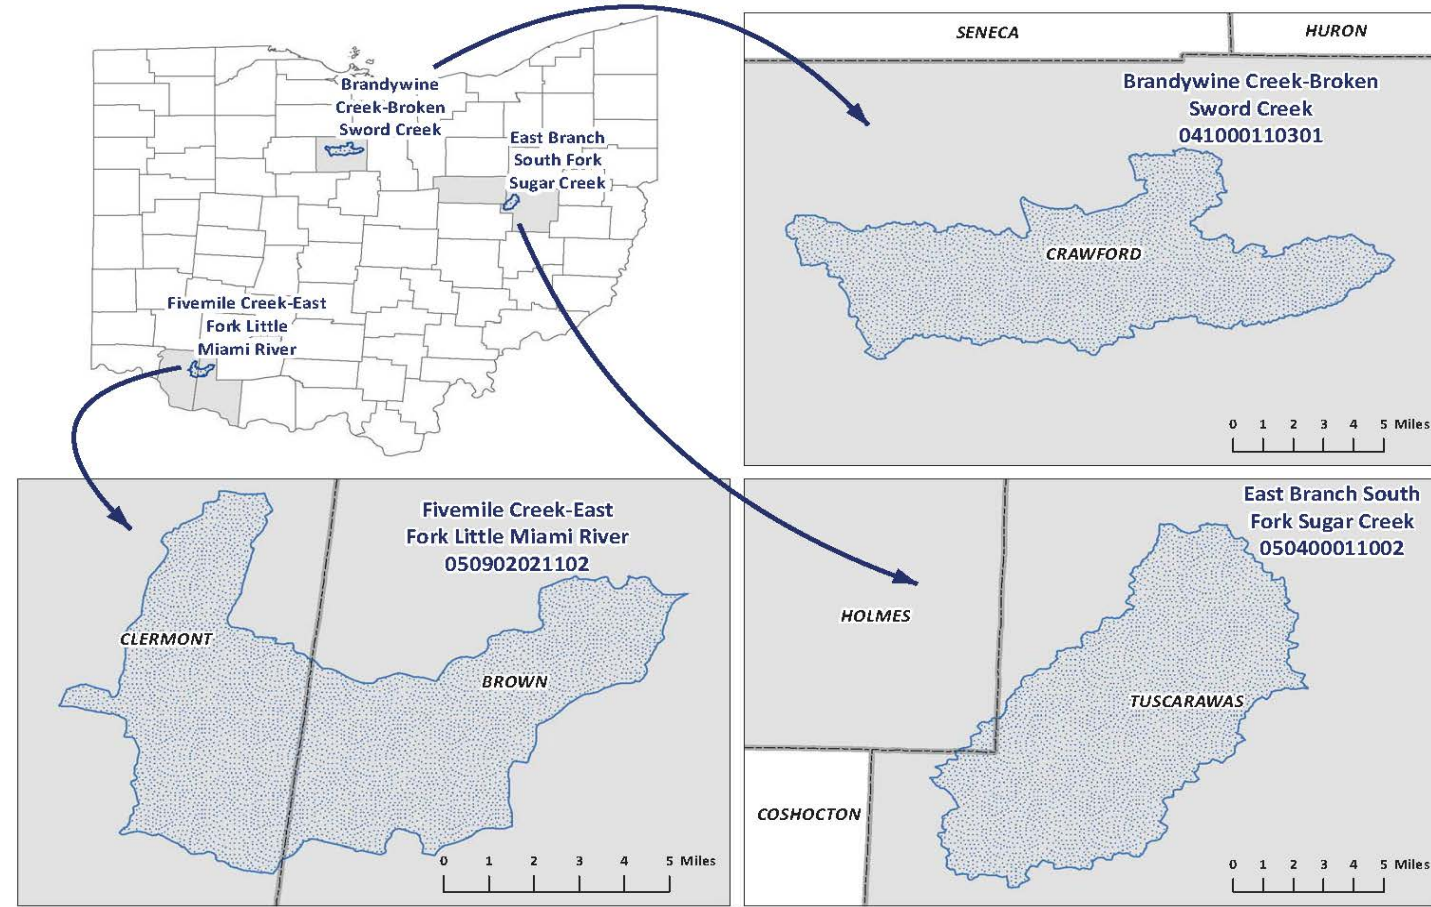 Brandywine
Creek-Broken
Sword Creek
East Branch
South Fork
Sugar Creek
Fivemile Creek-East
Fork Little
Miami River
SENECA
HURON
Brandywine Creek-Broken
Sword Creek
041000110301
CRAWFORD
0 1 2 3 4 5 Miles
Fivemile Creek-East
Fork Little Miami River
050902021102
CLERMONT
BROWN
0 1 2 3 4 5 Miles
East Branch South
Fork Sugar Creek
050400011002
HOLMES
TUSCARAWAS
COSHOCTON
0 1 2 3 4 5 Miles